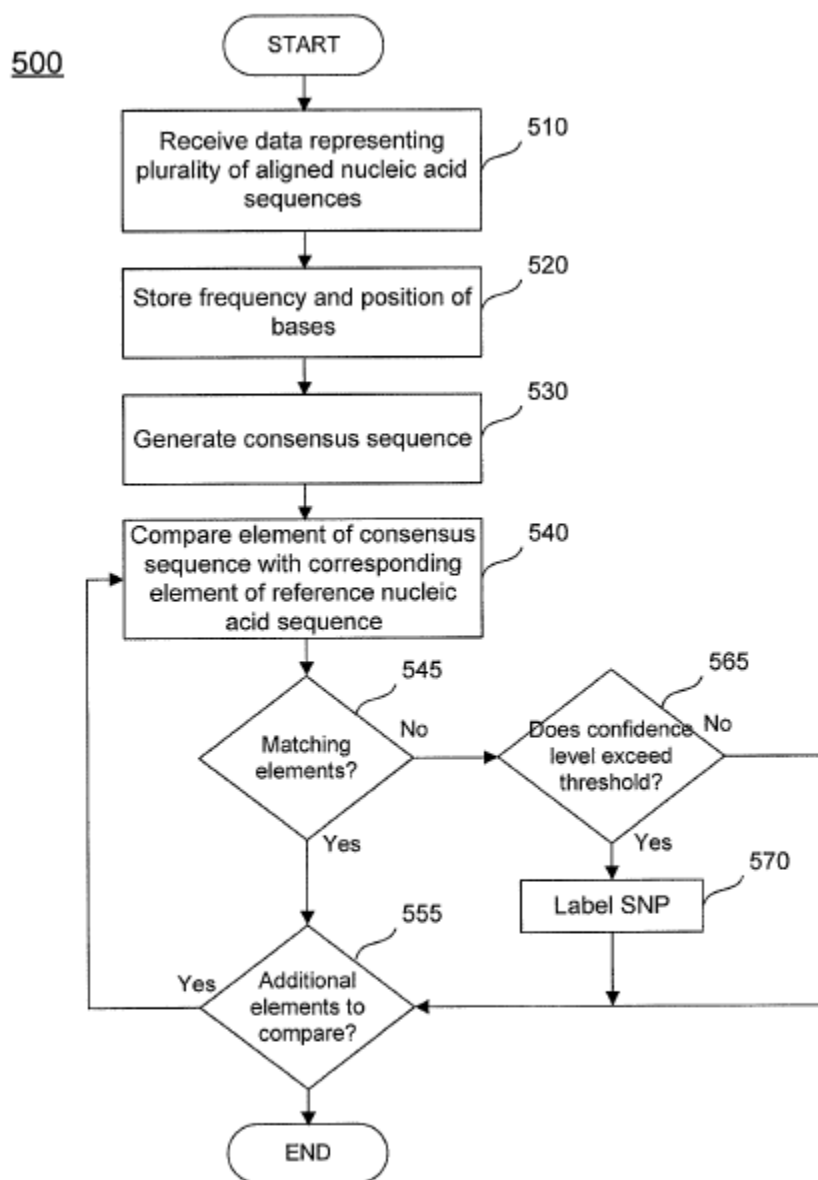 START
500
Receive data representing
plurality of aligned nucleic acid
sequences
510
Store frequency and position of
bases
520
Generate consensus sequence
530
Compare element of consensus
sequence with corresponding
element of reference nucleic
acid sequence
540
545
Matching
elements?
No
Yes
565
Does confidence
level exceed
threshold?
No
Yes
Label SNP
570
555
Additional
elements to
compare?
Yes
END